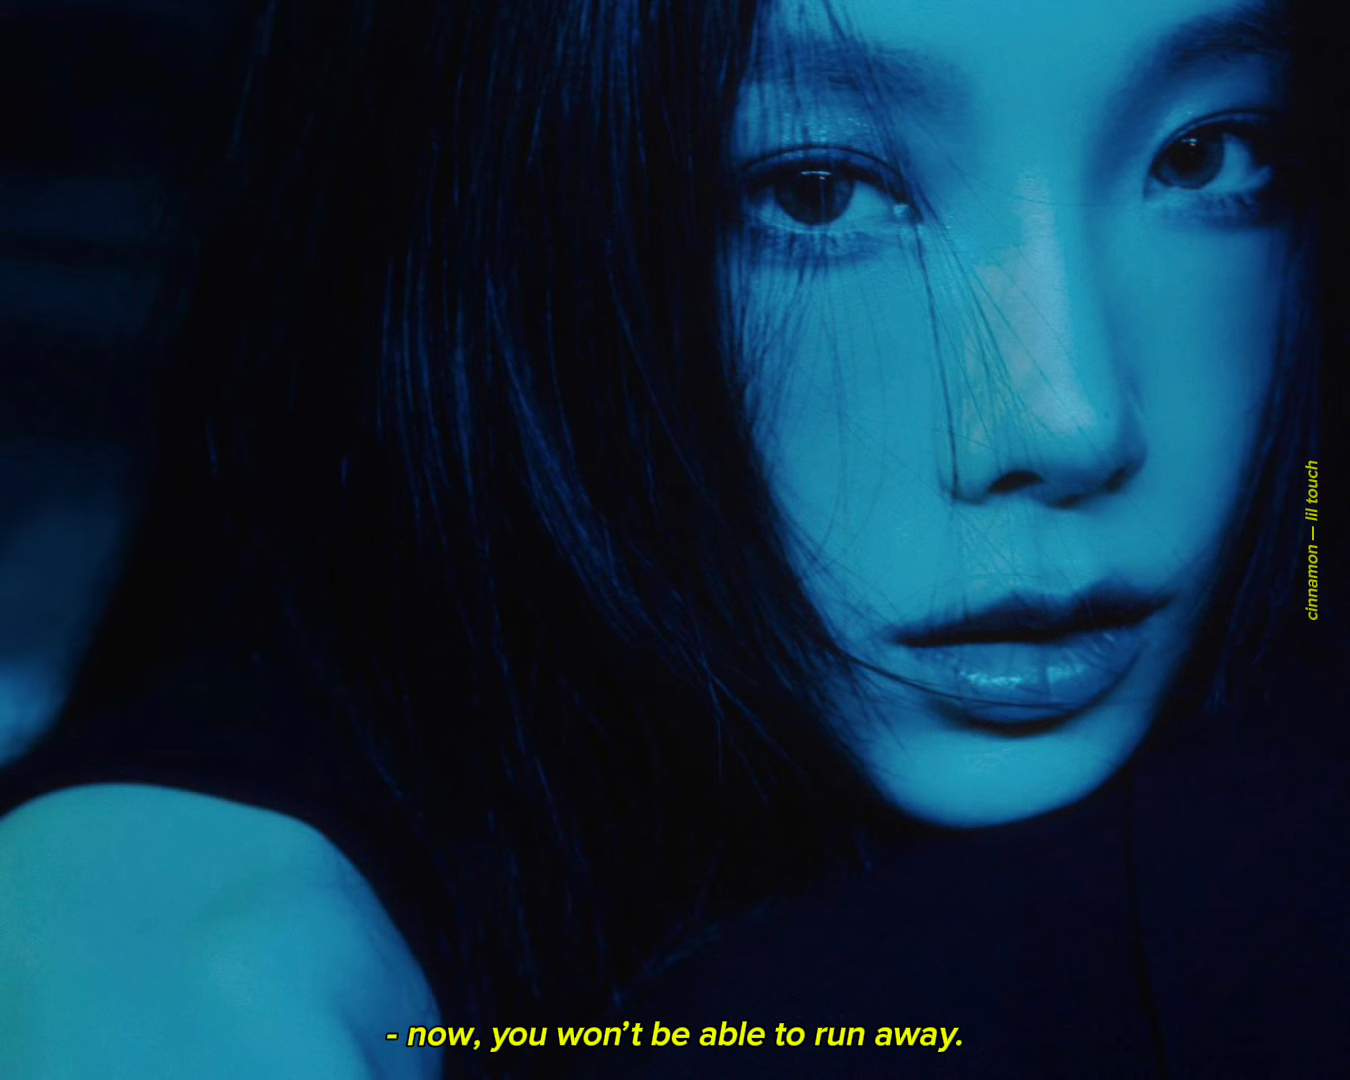 cinnamon — lil touch
- now, you won’t be able to run away.